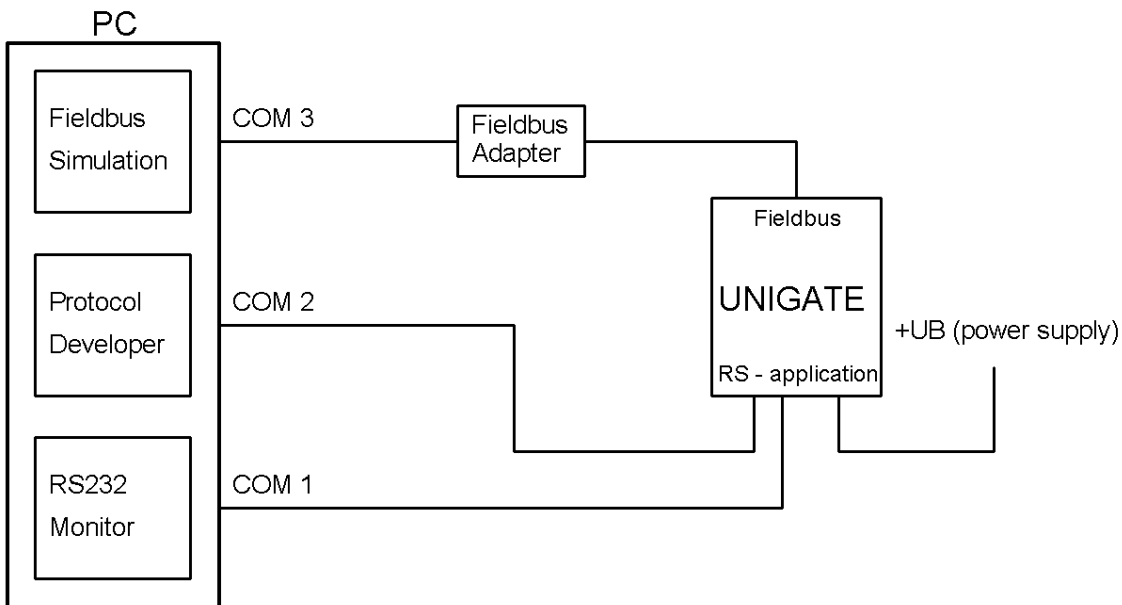 PC
Fieldbus
Simulation
COM 3
Fieldbus
Adapter
Fieldbus
UNIGATE
RS - application
+UB (power supply)
Protocol
Developer
COM 2
RS232
Monitor
COM 1